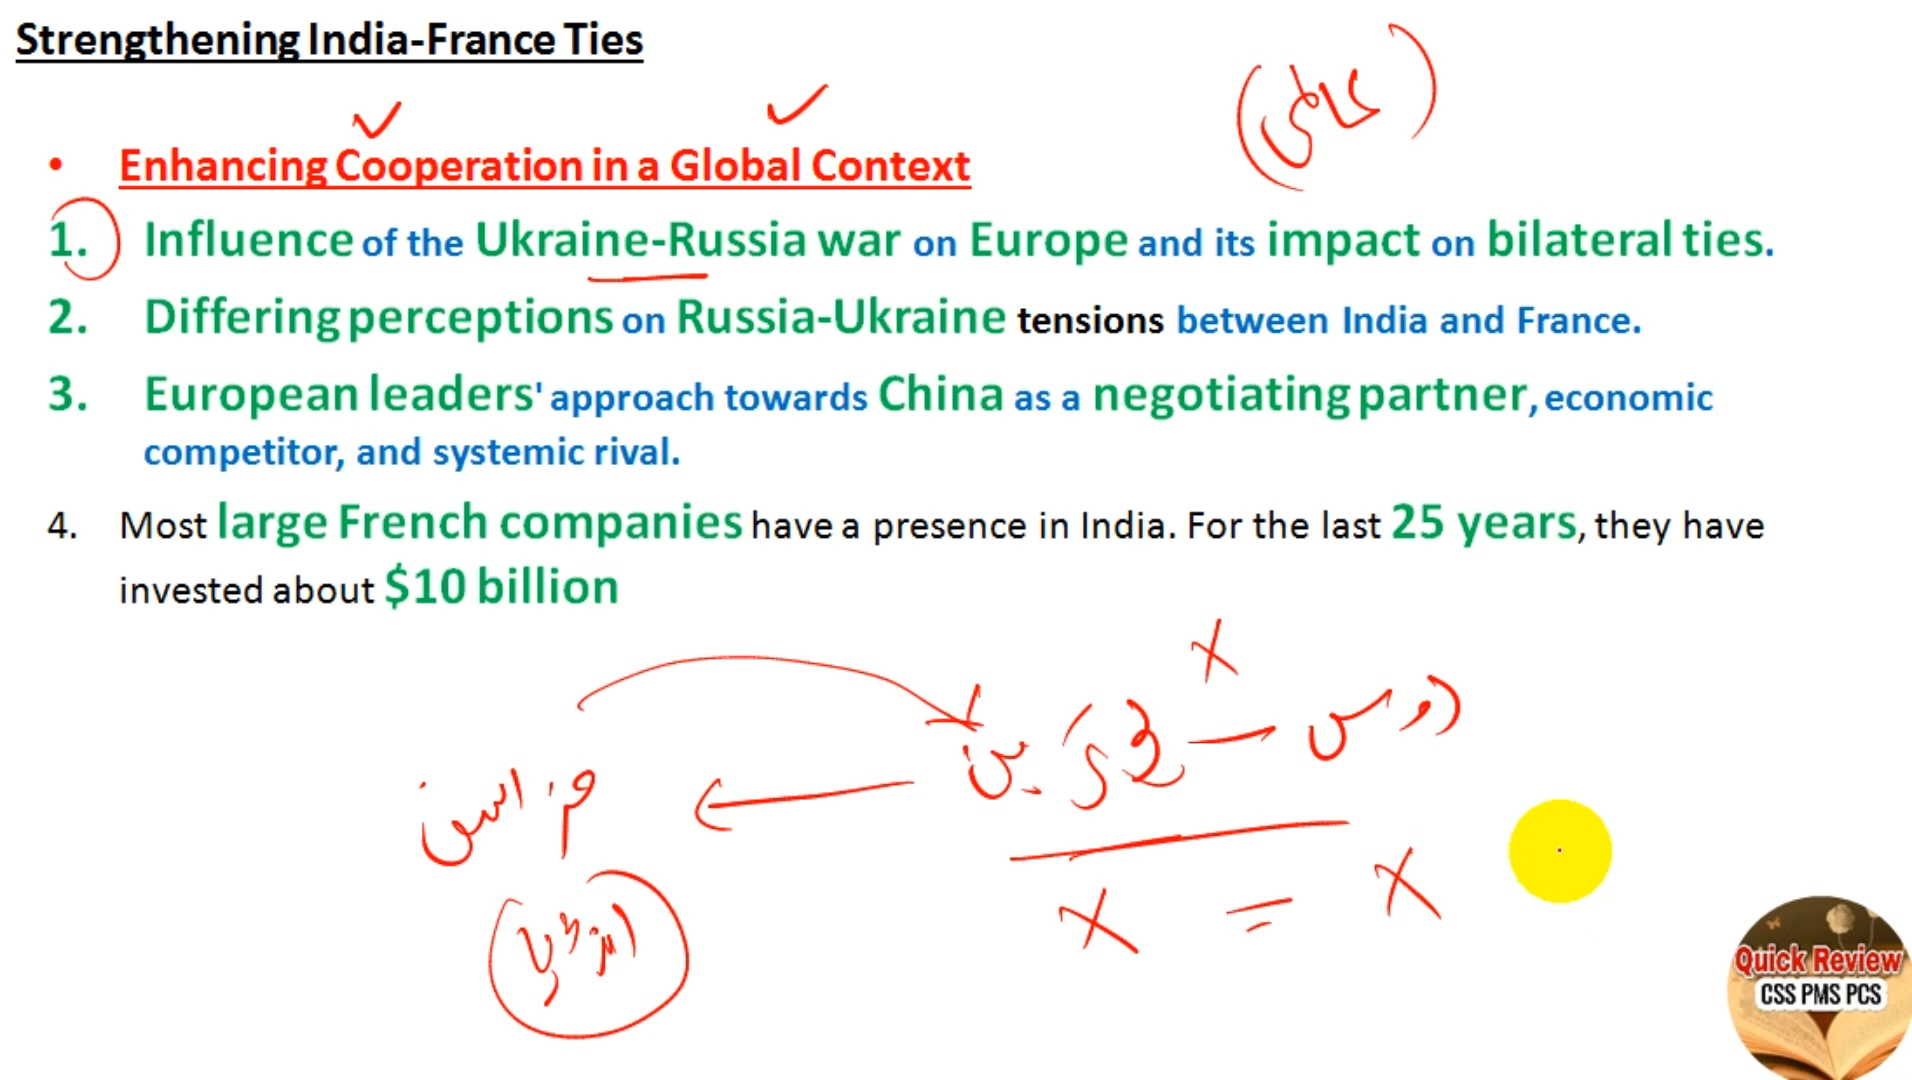 Strengthening India-France Ties
• Enhancing Cooperation in a Global Context
1. Influence of the Ukraine-Russia war on Europe and its impact on bilateral ties.
2. Differing perceptions on Russia-Ukraine tensions between India and France.
3. European leaders' approach towards China as a negotiating partner, economic
competitor, and systemic rival.
4. Most large French companies have a presence in India. For the last 25 years, they have
invested about $10 billion
x
روس
فرانس
x = x
Quick Review
CSS PMS PCS